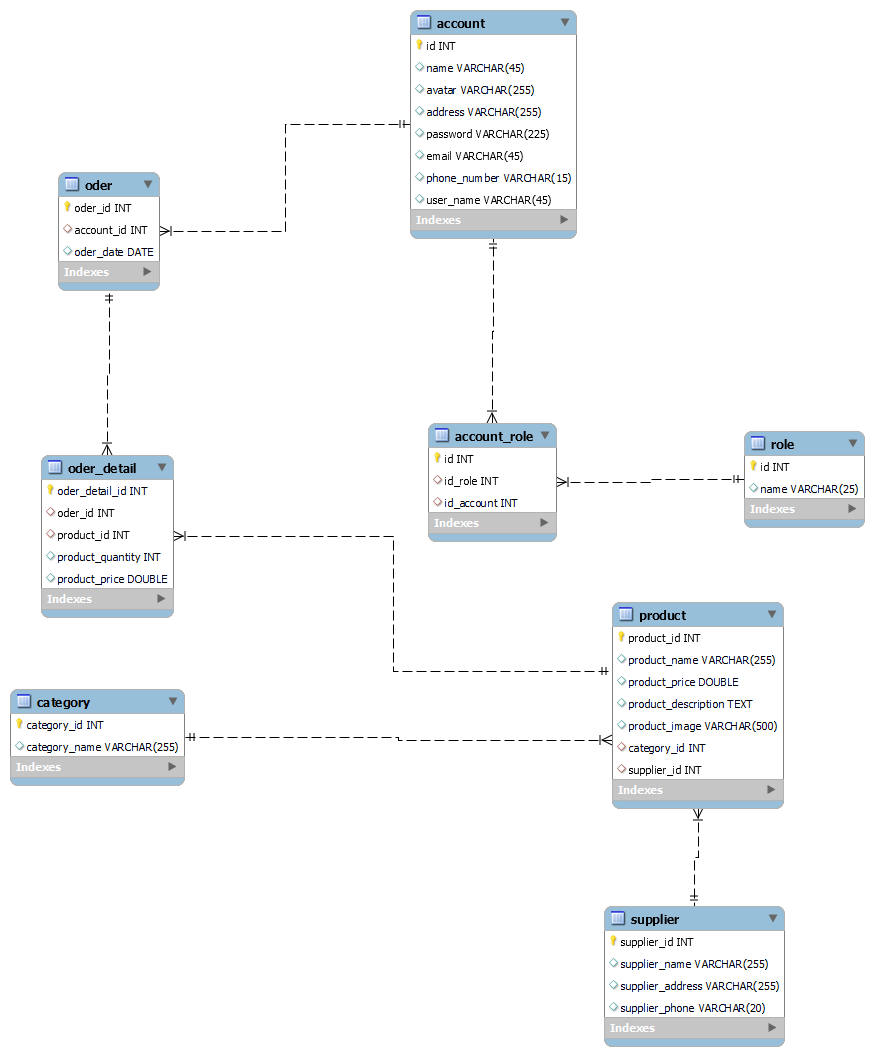 account
id INT
name VARCHAR(45)
avatar VARCHAR(255)
address VARCHAR(255)
password VARCHAR(225)
email VARCHAR(45)
phone_number VARCHAR(15)
user_name VARCHAR(45)
Indexes
oder
oder_id INT
account_id INT
oder_date DATE
Indexes
account_role
id INT
id_role INT
id_account INT
Indexes
role
id INT
name VARCHAR(25)
Indexes
oder_detail
oder_detail_id INT
oder_id INT
product_id INT
product_quantity INT
product_price DOUBLE
Indexes
product
product_id INT
product_name VARCHAR(255)
product_price DOUBLE
product_description TEXT
product_image VARCHAR(500)
category_id INT
supplier_id INT
Indexes
category
category_id INT
category_name VARCHAR(255)
Indexes
supplier
supplier_id INT
supplier_name VARCHAR(255)
supplier_address VARCHAR(255)
supplier_phone VARCHAR(20)
Indexes